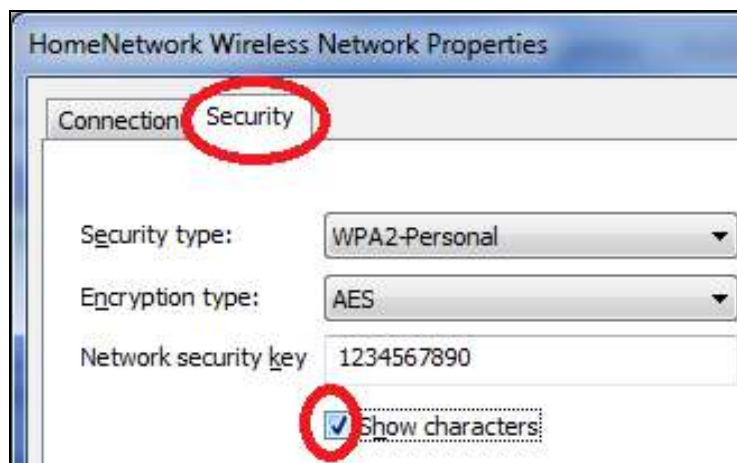 HomeNetwork Wireless Network Properties
Connection Security
Security type: WPA2-Personal
Encryption type: AES
Network security key 1234567890
Show characters